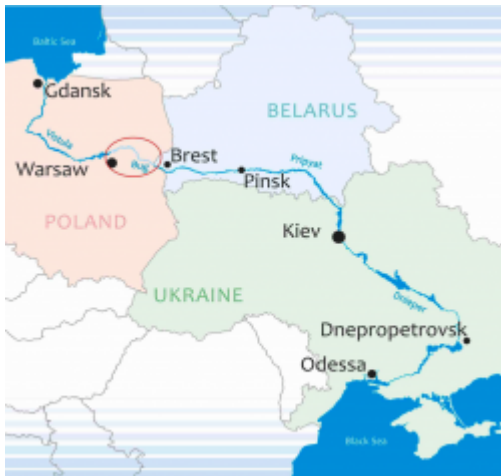 Baltic Sea
Gdansk
BELARUS
Vistula
Brest
Pripyat
Warsaw
Bug
Pinsk
POLAND
Kiev
UKRAINE
Dnieper
Dnepropetrovsk
Odessa
Black Sea